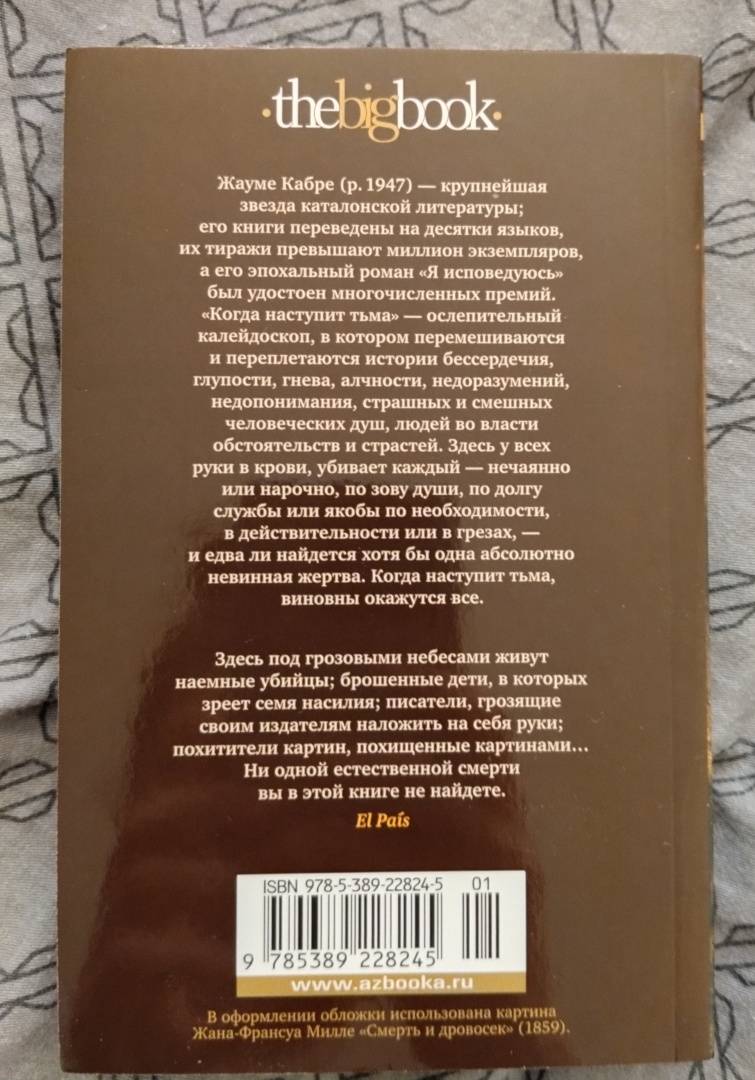 ·thebigbook·
Жауме Кабре (р. 1947) — крупнейшая
звезда каталонской литературы;
его книги переведены на десятки языков,
их тиражи превышают миллион экземпляров,
а его эпохальный роман «Я исповедуюсь»
был удостоен многочисленных премий.
«Когда наступит тьма» — ослепительный
калейдоскоп, в котором перемешиваются
и переплетаются истории бессердечия,
глупости, гнева, алчности, недоразумений,
недопонимания, страшных и смешных
человеческих душ, людей во власти
обстоятельств и страстей. Здесь у всех
руки в крови, убивает каждый — нечаянно
или нарочно, по зову души, по долгу
службы или якобы по необходимости,
в действительности или в грезах, —
и едва ли найдется хотя бы одна абсолютно
невинная жертва. Когда наступит тьма,
виновны окажутся все.
Здесь под грозовыми небесами живут
наемные убийцы; брошенные дети, в которых
зреет семя насилия; писатели, грозящие
своим издателям наложить на себя руки;
похитители картин, похищенные картинами...
Ни одной естественной смерти
вы в этой книге не найдете.
El País
ISBN 978-5-389-22824-5 01
9 785389 228245
www.azbooka.ru
В оформлении обложки использована картина
Жана-Франсуа Милле «Смерть и дровосек» (1859).